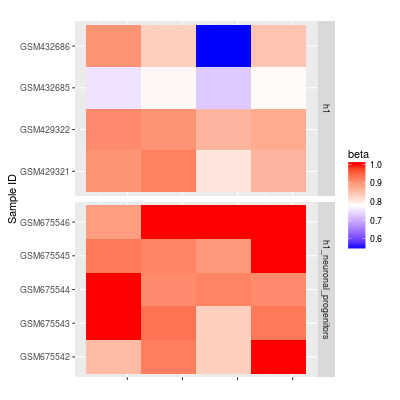 GSM432686
GSM432685
GSM429322
GSM429321
h1
GSM675546
GSM675545
GSM675544
GSM675543
GSM675542
h1_neuronal_progenitors
Sample ID
beta
1.0
0.9
0.8
0.7
0.6